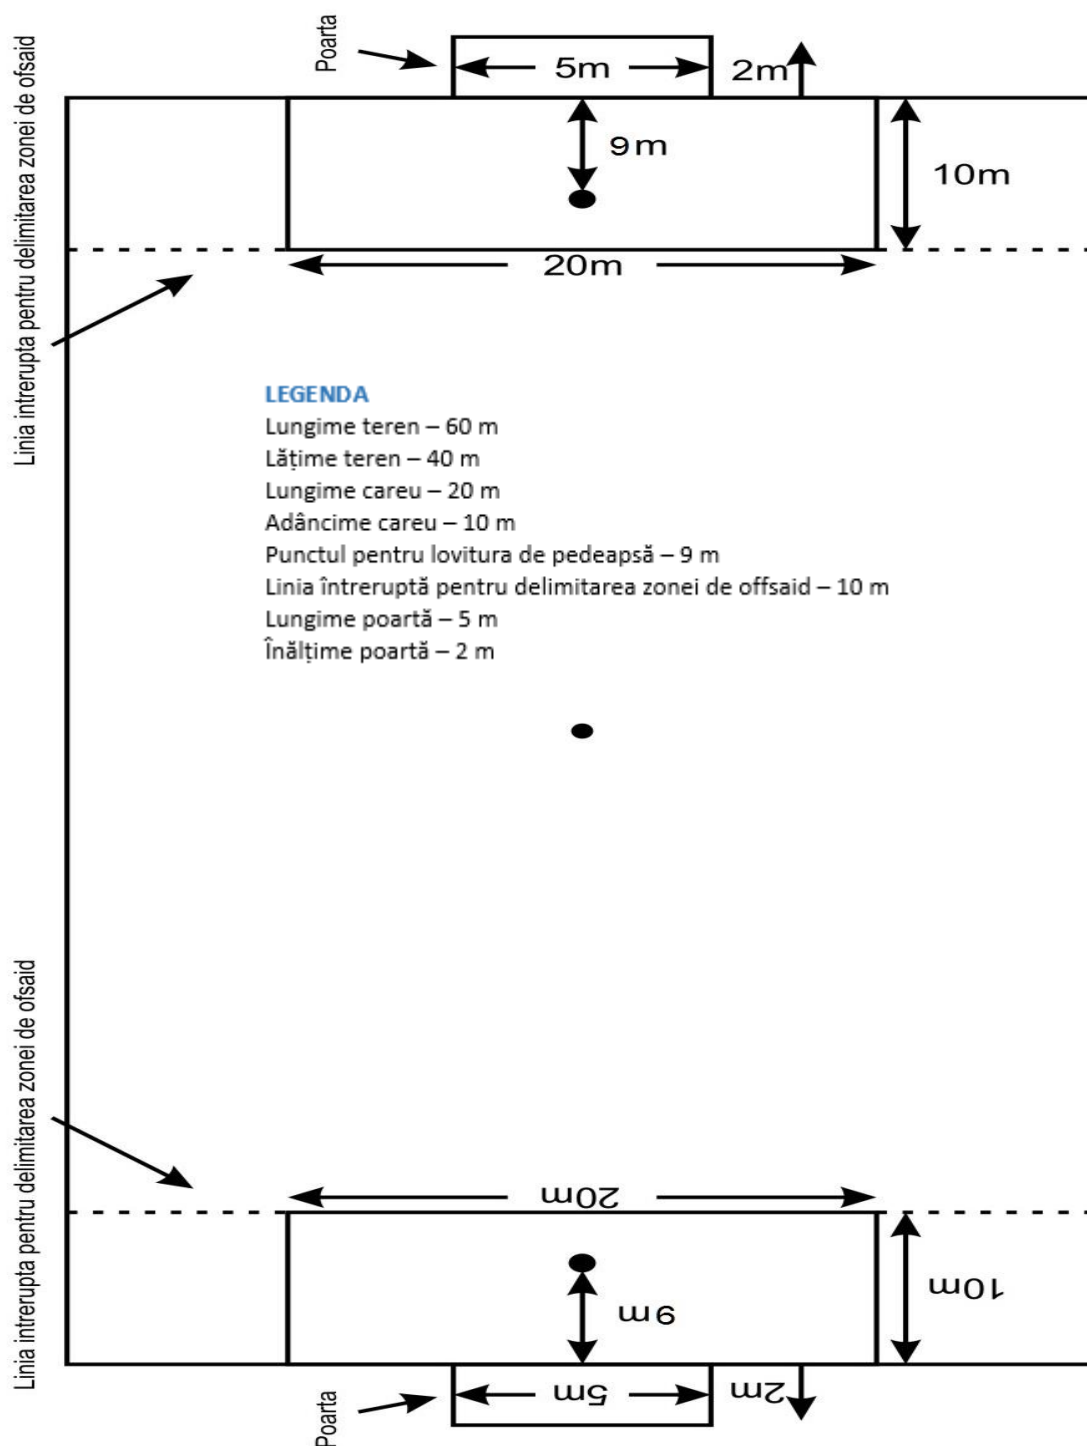 Poarta
5m
2m
9m
10m
20m
Linia intrerupta pentru delimitarea zonei de ofsaid
LEGENDA
Lungime teren – 60 m
Lățime teren – 40 m
Lungime careu – 20 m
Adâncime careu – 10 m
Punctul pentru lovitura de pedeapsă – 9 m
Linia întreruptă pentru delimitarea zonei de offsaid – 10 m
Lungime poartă – 5 m
Înălțime poartă – 2 m
Linia intrerupta pentru delimitarea zonei de ofsaid
20m
10m
9m
5m
2m
Poarta